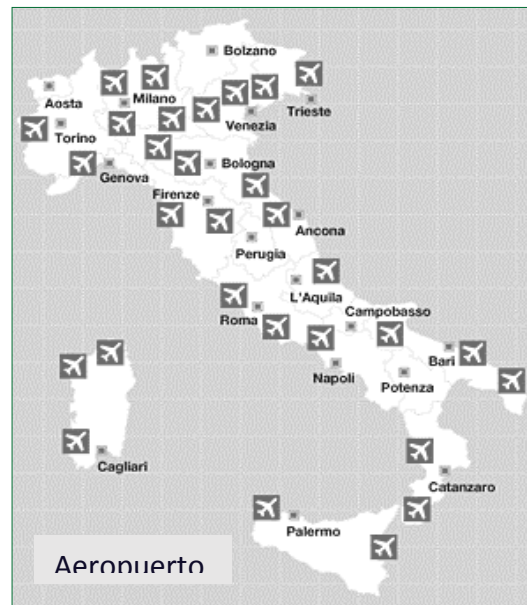 Bolzano
Aosta
Milano
Trieste
Venezia
Torino
Bologna
Genova
Firenze
Ancona
Perugia
L'Aquila
Campobasso
Roma
Bari
Napoli
Potenza
Cagliari
Catanzaro
Palermo
Aeropuerto